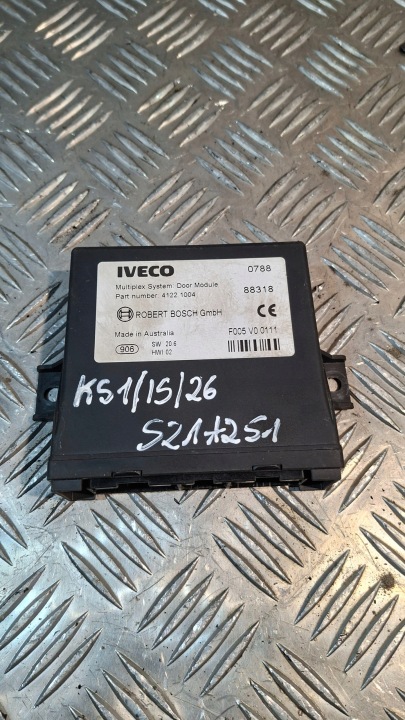 IVECO 0788
Multiplex System: Door Module 88318
Part number: 4122 1004
BOSCH ROBERT BOSCH GmbH CE
Made in Australia F005 V0 0111
906 SW: 20.6
HW: 02
KS1/15/26
S21A2S1